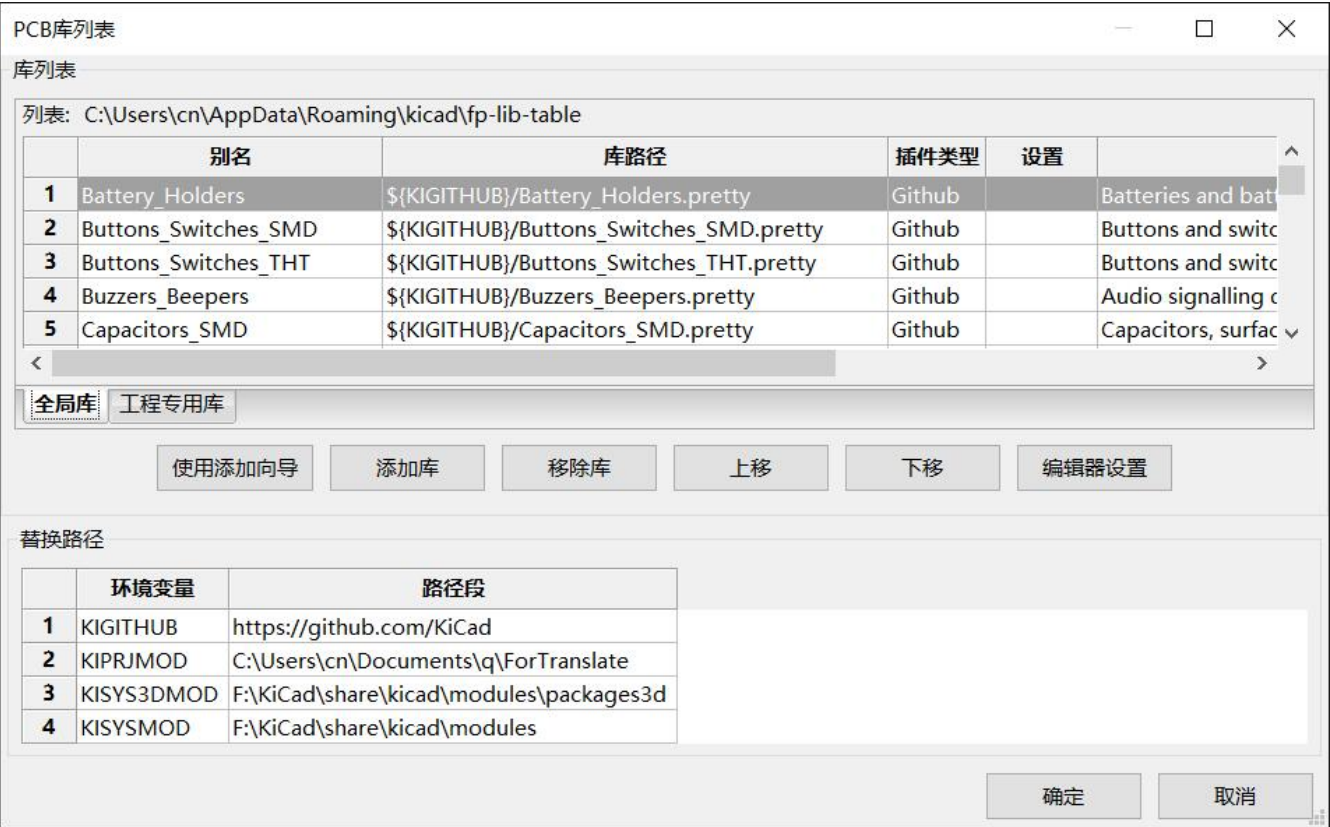 PCB库列表
库列表
列表: C:\Users\cn\AppData\Roaming\kicad\fp-lib-table
别名 库路径 插件类型 设置
1 Battery_Holders ${KIGITHUB}/Battery_Holders.pretty Github Batteries and batt
2 Buttons_Switches_SMD ${KIGITHUB}/Buttons_Switches_SMD.pretty Github Buttons and switc
3 Buttons_Switches_THT ${KIGITHUB}/Buttons_Switches_THT.pretty Github Buttons and switc
4 Buzzers_Beepers ${KIGITHUB}/Buzzers_Beepers.pretty Github Audio signalling
5 Capacitors_SMD ${KIGITHUB}/Capacitors_SMD.pretty Github Capacitors, surfac
全局库 工程专用库
使用添加向导 添加库 移除库 上移 下移 编辑器设置
替换路径
环境变量 路径段
1 KIGITHUB https://github.com/KiCad
2 KIPRJMOD C:\Users\cn\Documents\q\ForTranslate
3 KISYS3DMOD F:\KiCad\share\kicad\modules\packages3d
4 KISYSMOD F:\KiCad\share\kicad\modules
确定 取消